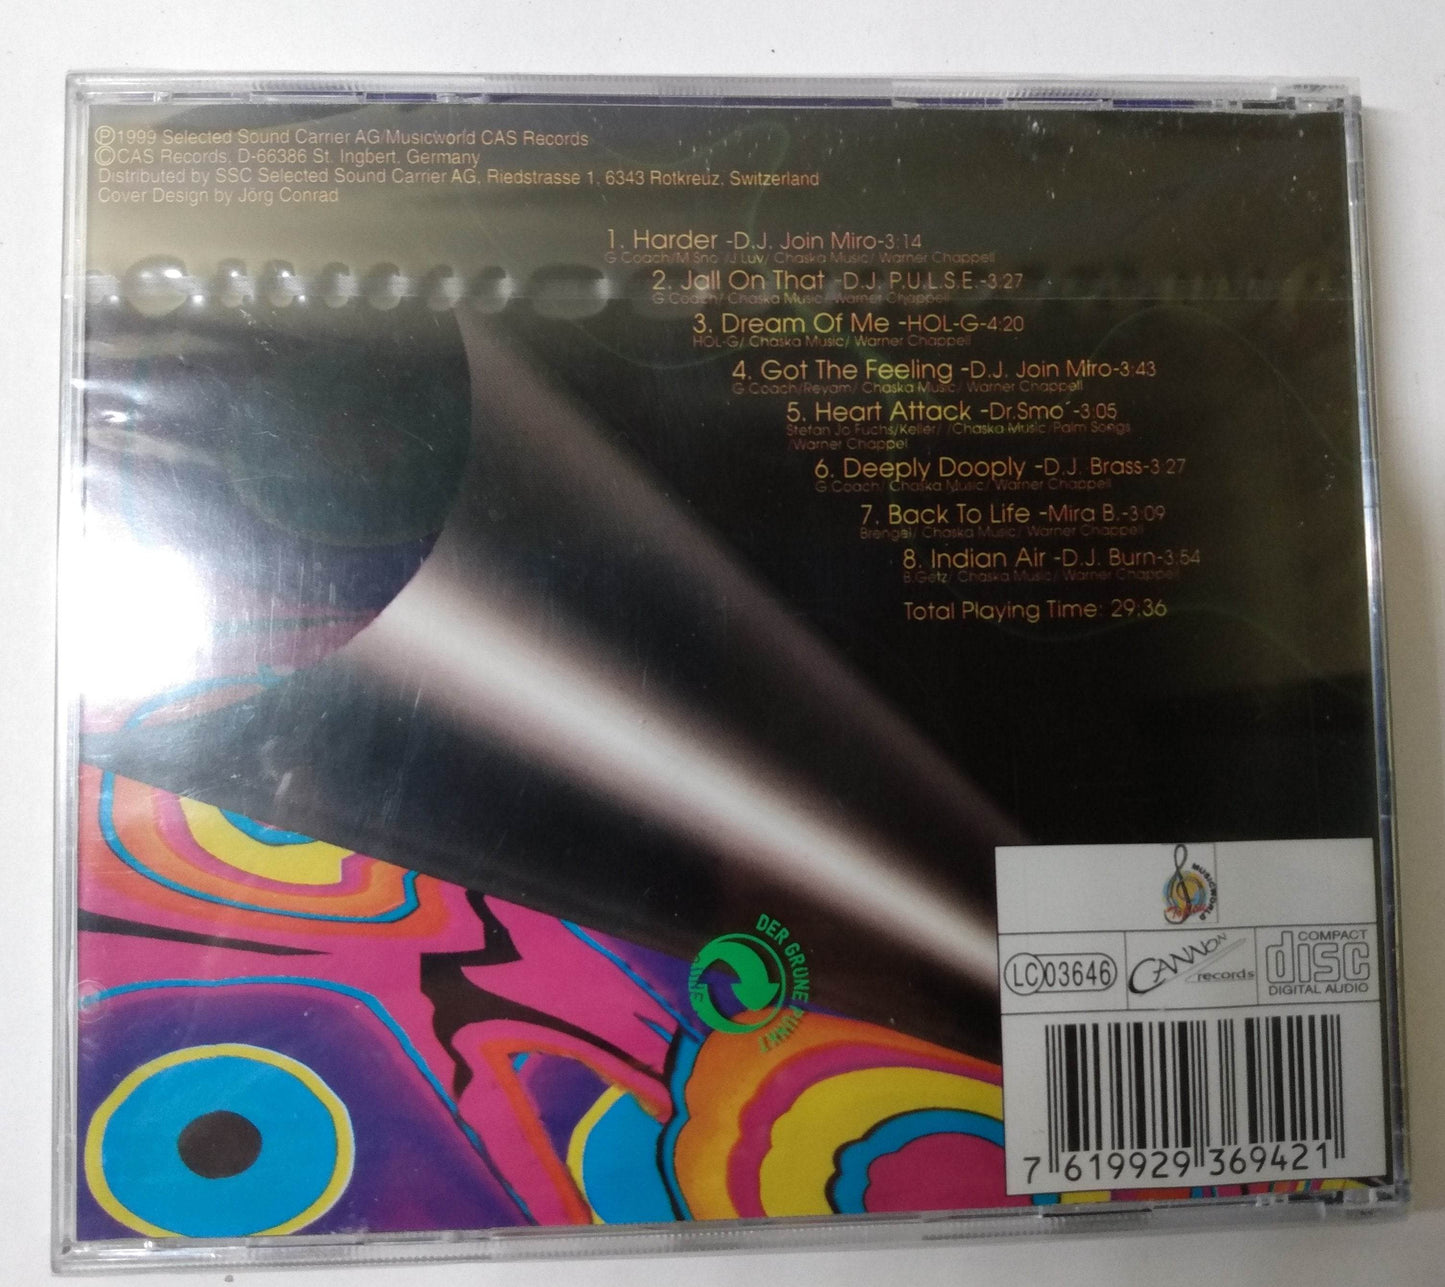 Ⓟ1999 Selected Sound Carrier AG/Musicworld CAS Records
©CAS Records, D-66386 St. Ingbert, Germany
Distributed by SSC Selected Sound Carrier AG, Riedstrasse 1, 6343 Rotkreuz, Switzerland
Cover Design by Jörg Conrad
1. Harder -D.J. Join Miro-3:14
G.Coach/M.Sno /J.Luv/ Chaska Music/ Warner Chappell
2. Jall On That -D.J. P.U.L.S.E.-3:27
G.Coach/ Chaska Music/ Warner Chappell
3. Dream Of Me -HOL-G-4:20
HOL-G/ Chaska Music/ Warner Chappell
4. Got The Feeling -D.J. Join Miro-3:43
G.Coach/Reyam/ Chaska Music/ Warner Chappell
5. Heart Attack -Dr.Smo´-3:05
Stefan Jo Fuchs/Keller/ /Chaska Music /Palm Songs
/Warner Chappel
6. Deeply Dooply -D.J. Brass-3:27
G.Coach/ Chaska Music/ Warner Chappell
7. Back To Life -Mira B.-3:09
Brengel/ Chaska Music/ Warner Chappell
8. Indian Air -D.J. Burn-3:54
B.Getz/ Chaska Music/ Warner Chappell
Total Playing Time: 29:36
DER GRÜNE PUNKT
MUSICWORLD
LC 03646
CANNON
records
COMPACT
disc
DIGITAL AUDIO
7 619929 369421